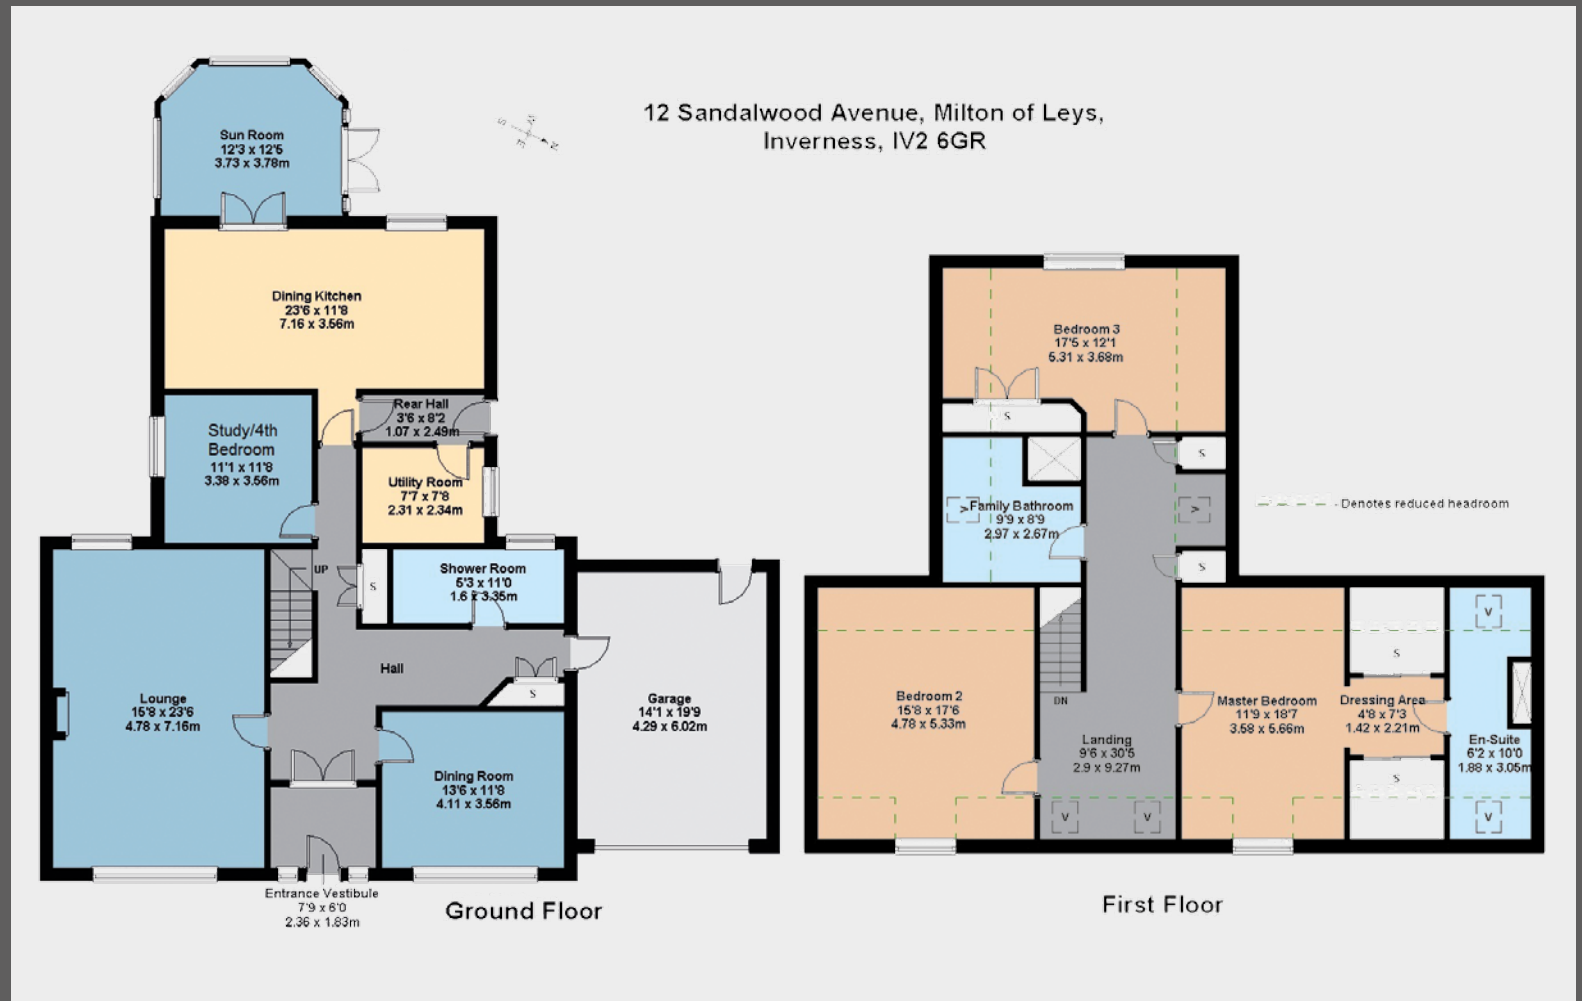 12 Sandalwood Avenue, Milton of Leys,
Inverness, IV2 6GR
S
W
E
N
Sun Room
12'3 x 12'5
3.73 x 3.78m
Dining Kitchen
23'6 x 11'8
7.16 x 3.56m
Rear Hall
3'6 x 8'2
1.07 x 2.49m
Study/4th
Bedroom
11'1 x 11'8
3.38 x 3.56m
Utility Room
7'7 x 7'8
2.31 x 2.34m
UP
S
Shower Room
5'3 x 11'0
1.6 x 3.35m
Hall
S
Lounge
15'8 x 23'6
4.78 x 7.16m
Garage
14'1 x 19'9
4.29 x 6.02m
Dining Room
13'6 x 11'8
4.11 x 3.56m
Entrance Vestibule
7'9 x 6'0
2.36 x 1.83m
Ground Floor
Bedroom 3
17'5 x 12'1
5.31 x 3.68m
S
S
V
Family Bathroom
9'9 x 8'9
2.97 x 2.67m
V
S
Denotes reduced headroom
Bedroom 2
15'8 x 17'6
4.78 x 5.33m
DN
Landing
9'6 x 30'5
2.9 x 9.27m
V
V
Master Bedroom
11'9 x 18'7
3.58 x 5.66m
S
Dressing Area
4'8 x 7'3
1.42 x 2.21m
S
V
En-Suite
6'2 x 10'0
1.88 x 3.05m
V
First Floor